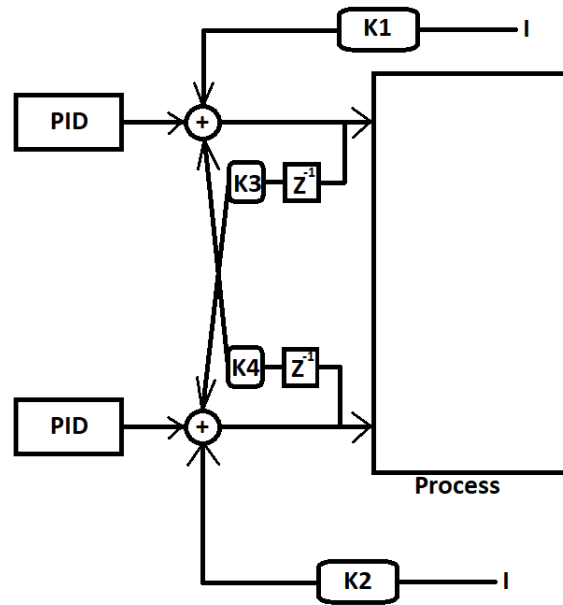 K1
I
PID
+
K3
Z-1
K4
Z-1
PID
+
Process
K2
I